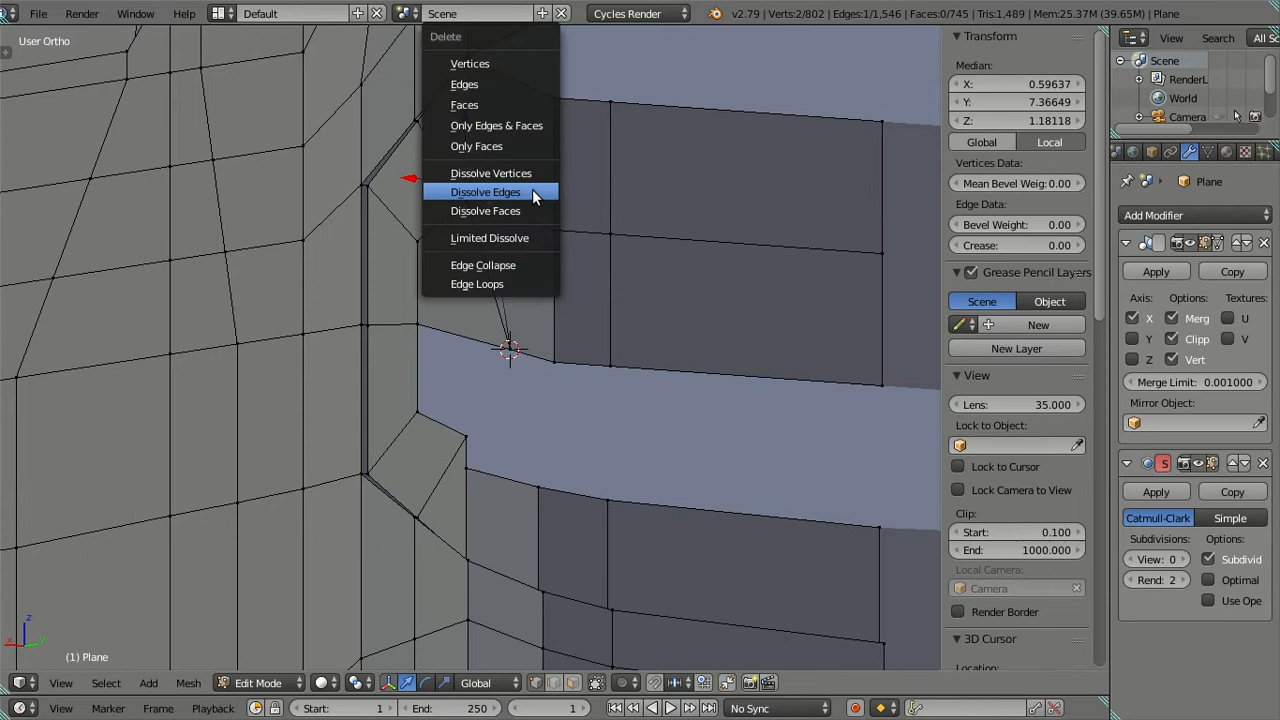 File Render Window Help Default Scene Cycles Render v2.79 | Verts:2/802 | Edges:1/1,546 | Faces:0/745 | Tris:1,489 | Mem:25.37M (39.65M) | Plane
User Ortho
Delete
Vertices
Edges
Faces
Only Edges & Faces
Only Faces
Dissolve Vertices
Dissolve Edges
Dissolve Faces
Limited Dissolve
Edge Collapse
Edge Loops
z
x y
(1) Plane
Transform
Median:
X: 0.59637
Y: 7.36649
Z: 1.18118
Global Local
Vertices Data:
Mean Bevel Weig: 0.00
Edge Data:
Bevel Weight: 0.00
Crease: 0.00
Grease Pencil Layers
Scene Object
New
New Layer
View
Lens: 35.000
Lock to Object:
Lock to Cursor
Lock Camera to View
Clip:
Start: 0.100
End: 1000.000
Local Camera:
Camera
Render Border
3D Cursor
Location:
View Search All Sc
Scene
RenderL
World
Camera
Plane
Add Modifier
Apply Copy
Axis: Options: Textures:
X Merg U
Y Clipp V
Z Vert
Merge Limit: 0.001000
Mirror Object:
S
Apply Copy
Catmull-Clark Simple
Subdivisions: Options:
View: 0 Subdivid
Rend: 2 Optimal
Use Ope
View Select Add Mesh Edit Mode Global
View Marker Frame Playback Start: 1 End: 250 1 No Sync